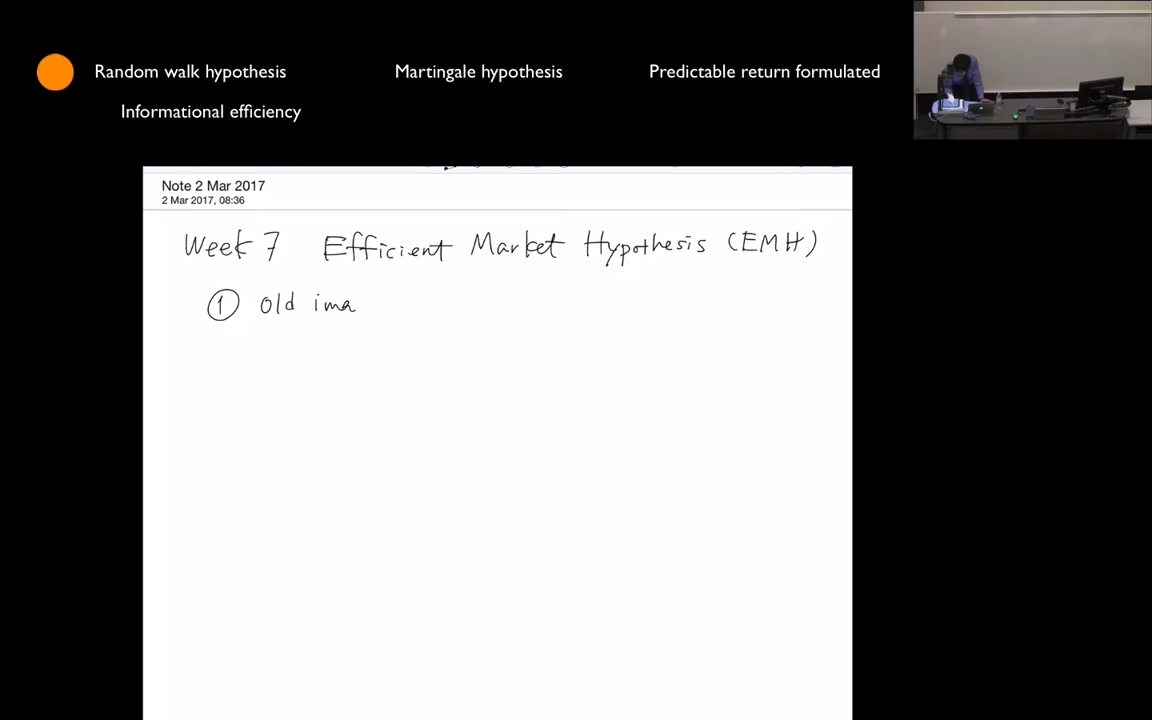 Random walk hypothesis Martingale hypothesis Predictable return formulated
Informational efficiency
Note 2 Mar 2017
2 Mar 2017, 08:36
Week 7 Efficient Market Hypothesis (EMH)
① Old ima